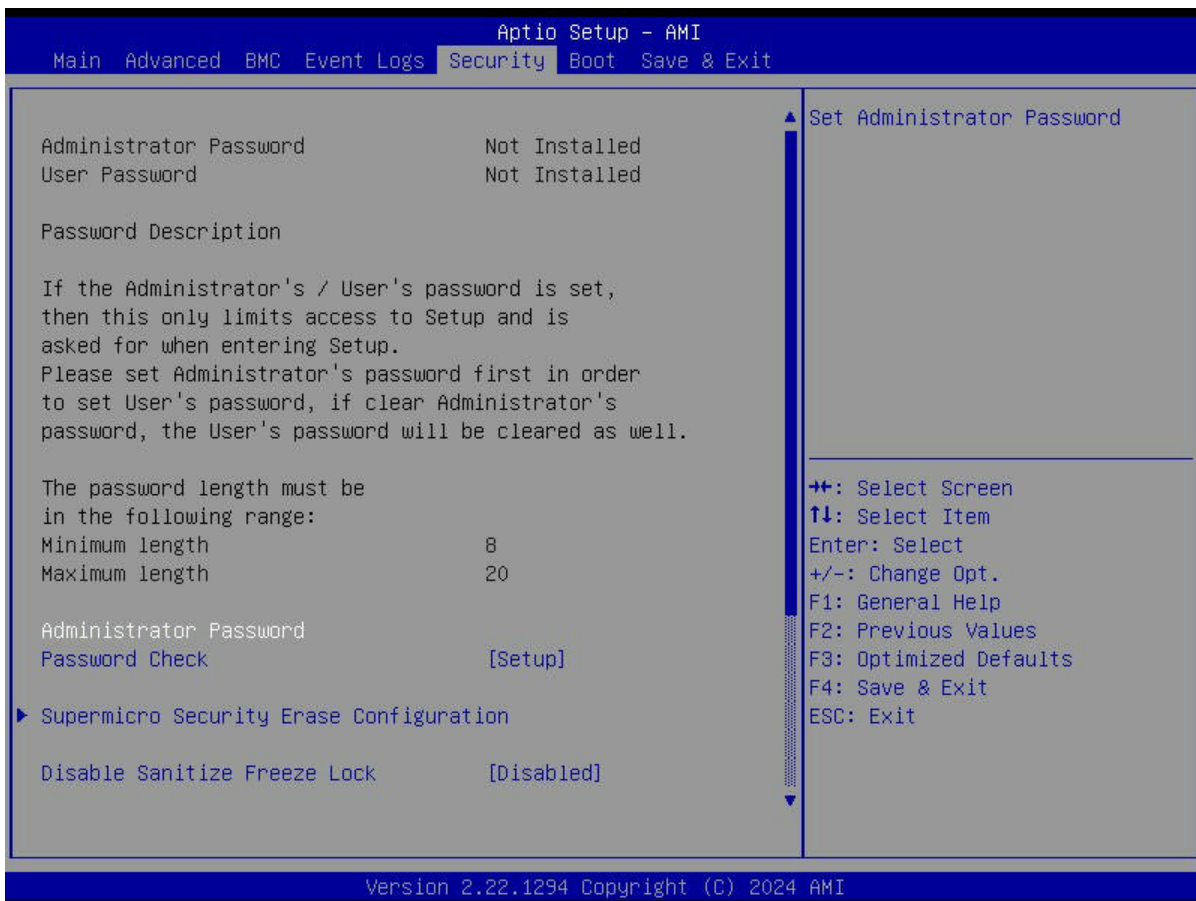 Aptio Setup – AMI
Main Advanced BMC Event Logs Security Boot Save & Exit
Administrator Password Not Installed
User Password Not Installed
Password Description
If the Administrator's / User's password is set,
then this only limits access to Setup and is
asked for when entering Setup.
Please set Administrator's password first in order
to set User's password, if clear Administrator's
password, the User's password will be cleared as well.
The password length must be
in the following range:
Minimum length 8
Maximum length 20
Administrator Password
Password Check [Setup]
Supermicro Security Erase Configuration
Disable Sanitize Freeze Lock [Disabled]
Set Administrator Password
→←: Select Screen
↑↓: Select Item
Enter: Select
+/-: Change Opt.
F1: General Help
F2: Previous Values
F3: Optimized Defaults
F4: Save & Exit
ESC: Exit
Version 2.22.1294 Copyright (C) 2024 AMI